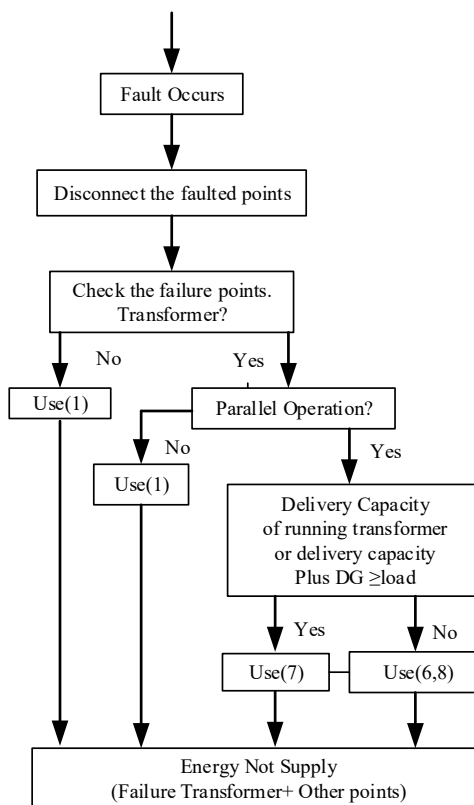 Fault Occurs
Disconnect the faulted points
Check the failure points.
Transformer?
No
Yes
Use(1)
Parallel Operation?
No
Yes
Use(1)
Delivery Capacity
of running transformer
or delivery capacity
Plus DG ≥load
Yes
No
Use(7)
Use(6,8)
Energy Not Supply
(Failure Transformer+ Other points)